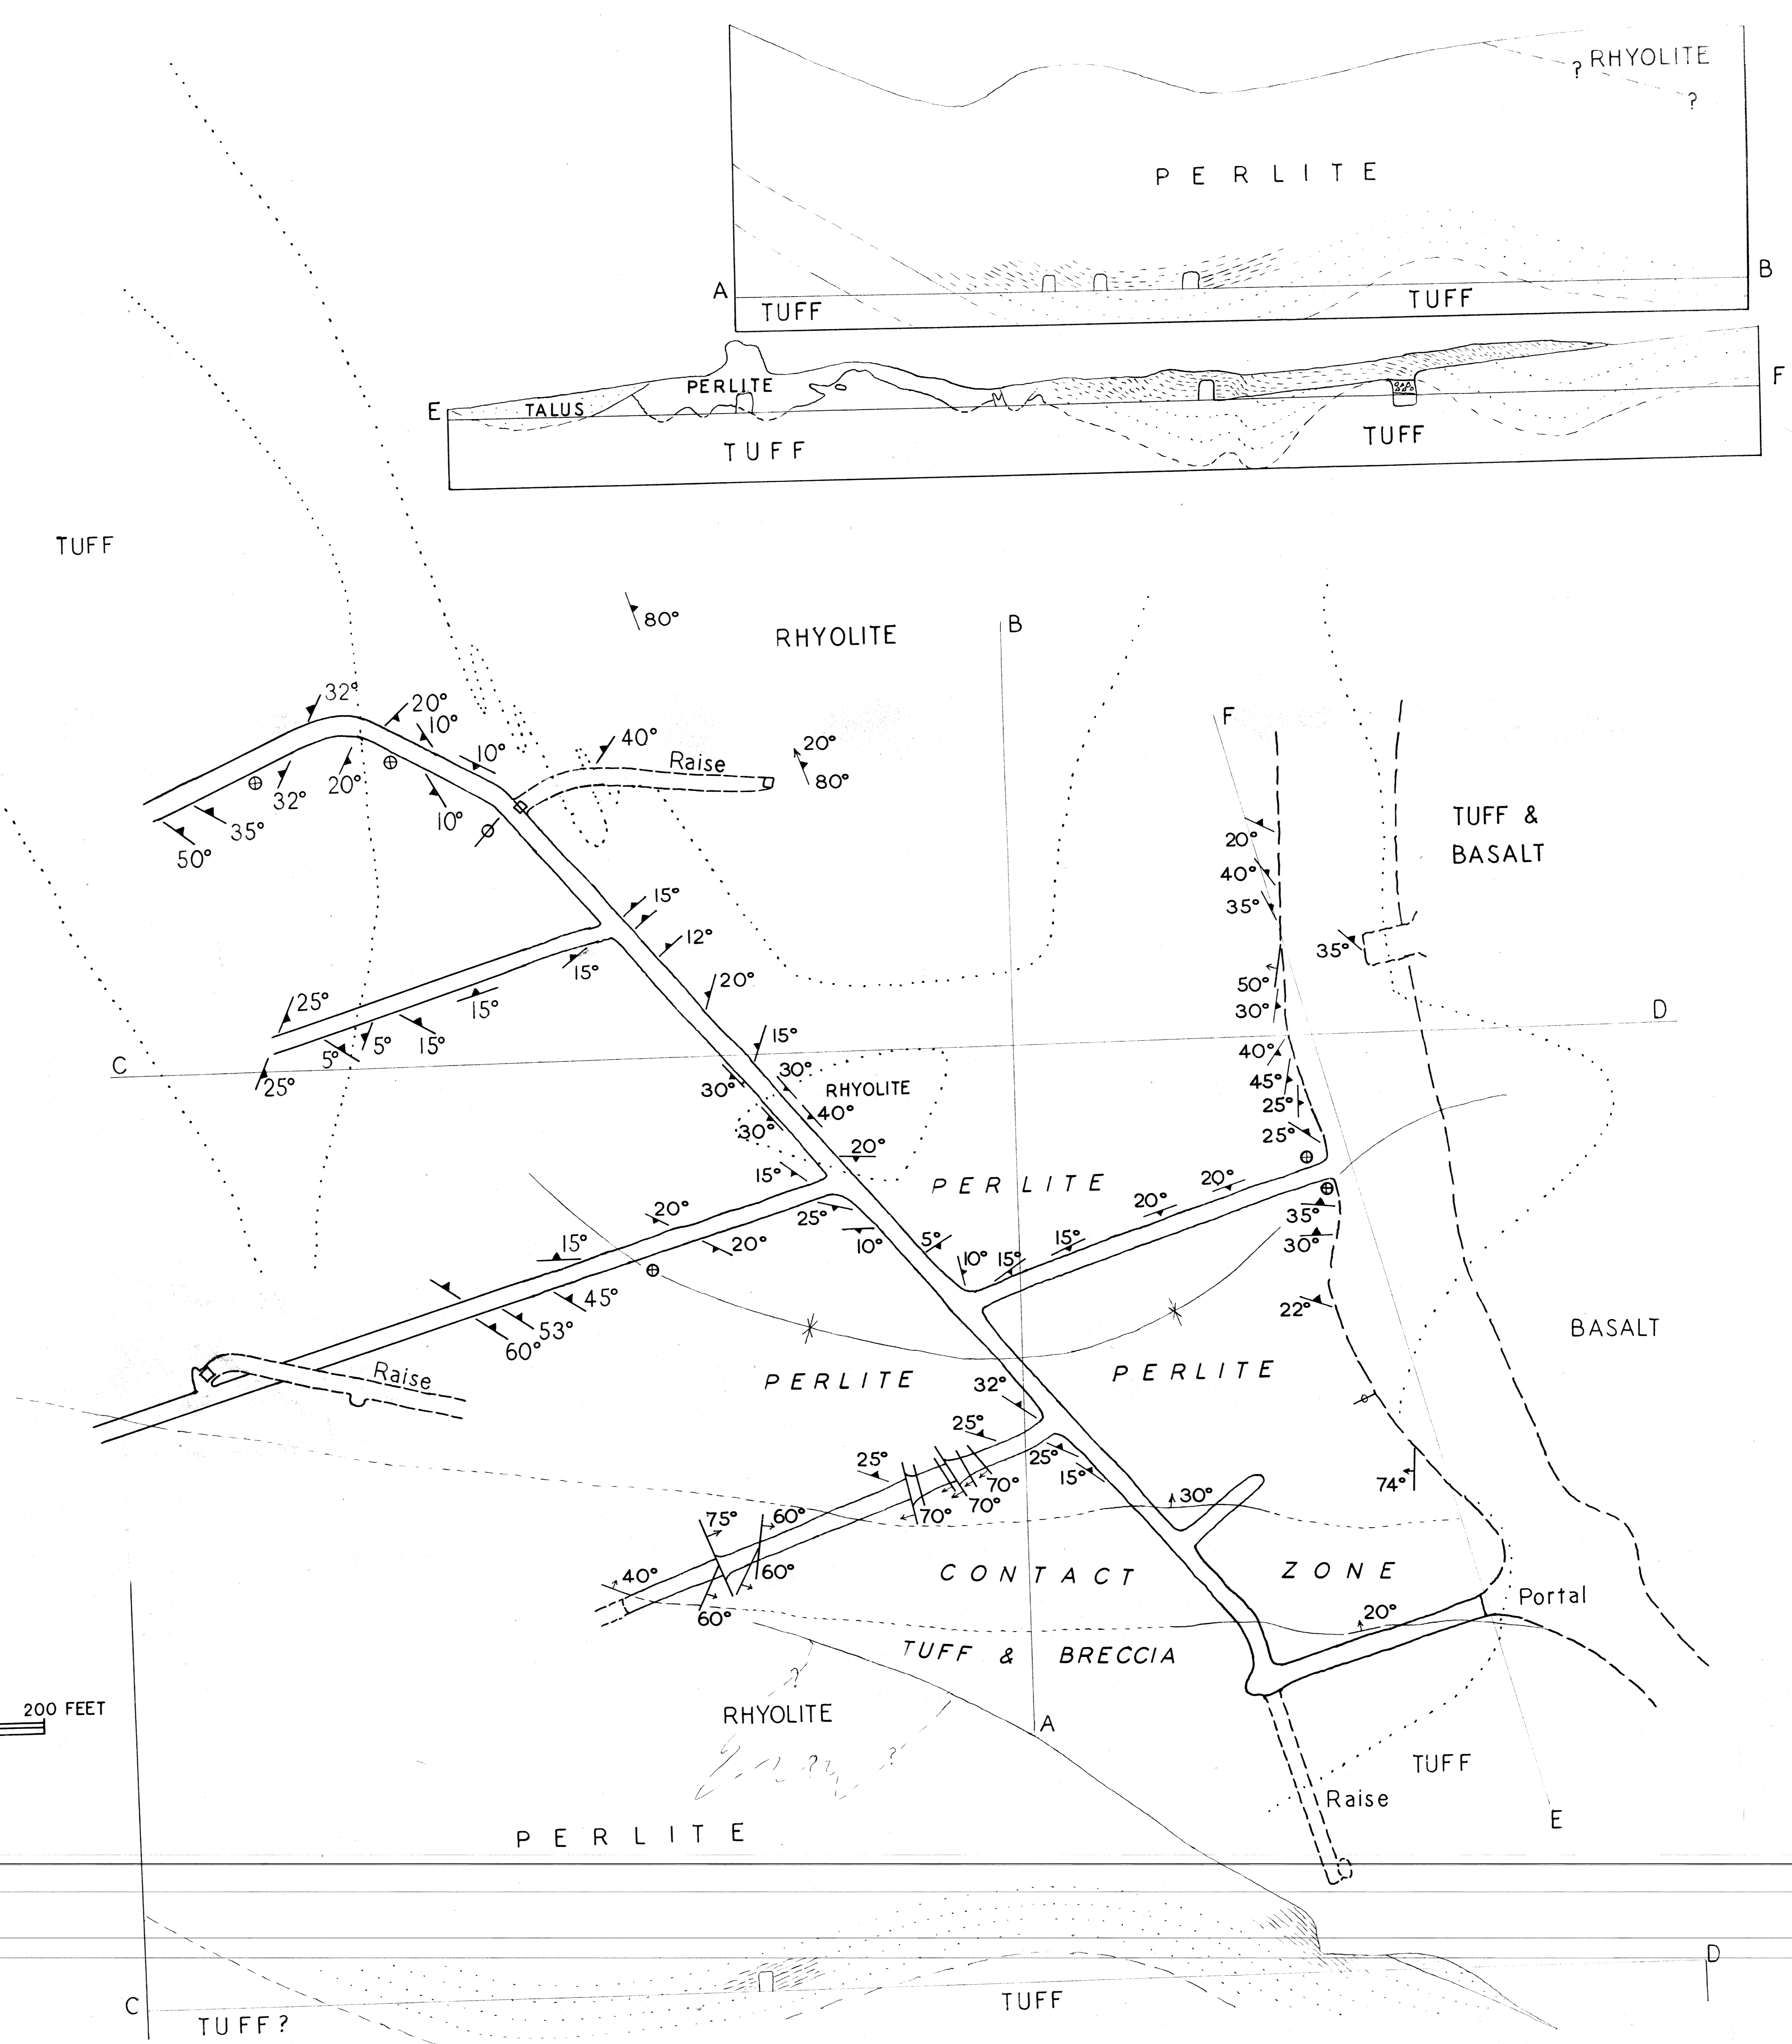 ? RHYOLITE
?
PERLITE
A
B
TUFF
TUFF
PERLITE
E
TALUS
F
TUFF
TUFF
TUFF
80°
RHYOLITE
B
32°
20°
10°
10°
40°
Raise
20°
80°
F
32°
20°
35°
50°
10°
TUFF &
BASALT
20°
40°
35°
15°
12°
35°
15°
20°
50°
30°
25°
15°
D
15°
5°
5°
15°
C
25°
40°
30°
30°
RHYOLITE
45°
25°
40°
30°
25°
20°
15°
PERLITE
20°
20°
20°
25°
35°
15°
20°
10°
5°
15°
10°
15°
30°
45°
22°
53°
60°
BASALT
Raise
PERLITE
PERLITE
32°
25°
25°
25°
15°
70°
70°
70°
74°
30°
75°
60°
40°
60°
60°
CONTACT ZONE
Portal
20°
TUFF & BRECCIA
?
RHYOLITE
200 FEET
A
?
?
TUFF
Raise
E
PERLITE
D
C
TUFF
TUFF?